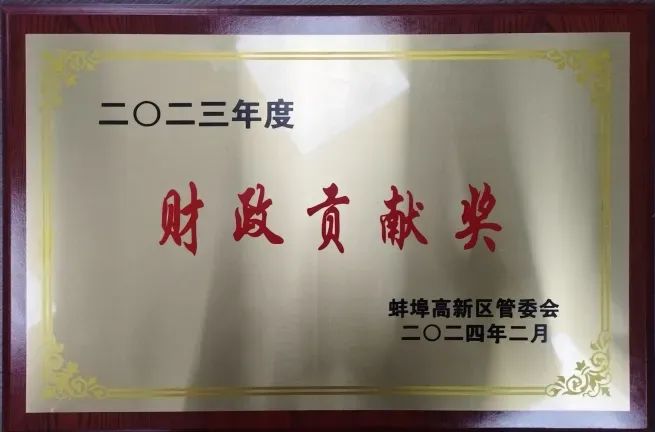 二〇二三年度
财政贡献奖
蚌埠高新区管委会
二〇二四年二月